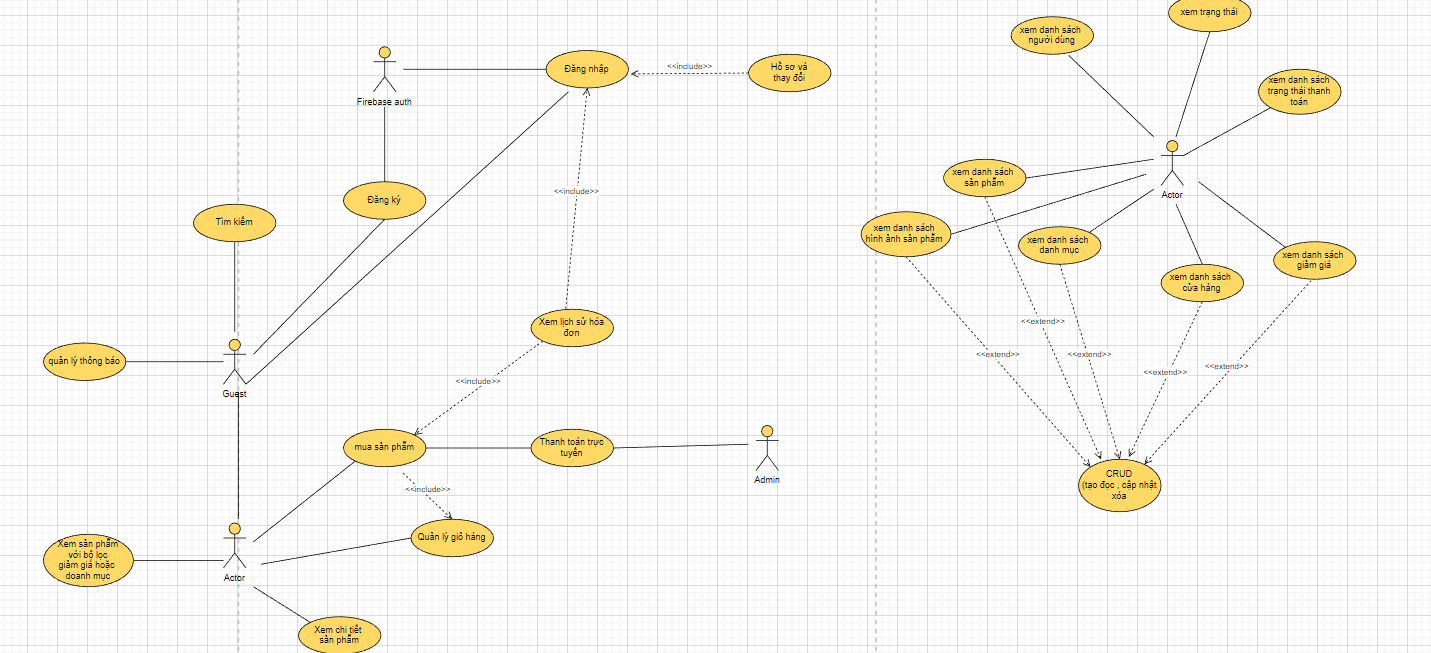 xem trạng thái
xem danh sách
người dùng
Đăng nhập
<<include>>
Hồ sơ và
thay đổi
xem danh sách
trạng thái thanh
toán
Firebase auth
xem danh sách
sản phẩm
Actor
<<include>>
Đăng ký
Tìm kiếm
xem danh sách
hình ảnh sản phẩm
xem danh sách
danh mục
xem danh sách
giảm giá
xem danh sách
cửa hàng
Xem lịch sử hóa
đơn
<<extend>>
<<extend>>
<<extend>>
<<extend>>
<<extend>>
quản lý thông báo
Guest
<<include>>
mua sản phẩm
Thanh toán trực
tuyến
Admin
CRUD
(tạo đọc , cập nhật
xóa
<<include>>
Quản lý giỏ hàng
Xem sản phẩm
với bộ lọc
giảm giá hoặc
doanh mục
Actor
Xem chi tiết
sản phẩm